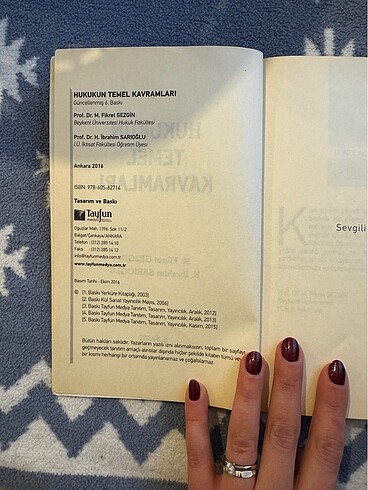 HUKUKUN TEMEL KAVRAMLARI
Güncellenmiş 6. Baskı
Prof. Dr. M. Fikret GEZGİN
Beykent Üniversitesi Hukuk Fakültesi
Prof. Dr. H. İbrahim SARIOĞLU
İ.Ü. İktisat Fakültesi Öğretim Üyesi
Ankara 2016
ISBN: 978-605-62714
Tasarım ve Baskı
Tayfun
Oğuzlar Mah. 1396. Sok 11/2
Balgat/Çankaya/ANKARA
Telefon : (312) 285 14 10
Faks : (312) 285 14 12
info@tayfunmedya.com.tr
www.tayfunmedya.com.tr
Basım Tarihi - Ekim 2016
© (1. Baskı Yerküre Kitaplığı, 2003)
(2. Baskı Kül Sanat Yayıncılık Mayıs, 2006)
(3. Baskı Tayfun Medya Tanıtım, Tasarım, Yayıncılık, Aralık, 2012)
(4. Baskı Tayfun Medya Tanıtım, Tasarım, Yayıncılık, Aralık, 2013)
(5. Baskı Tayfun Medya Tanıtım, Tasarım, Yayıncılık, Kasım, 2015)
Bütün hakları saklıdır. Yazarların yazılı izni alınmaksızın, toplam bir sayfayı
geçmeyecek tanıtım amaçlı alıntılar dışında hiçbir şekilde kitabın tümü ve
bir kısmı herhangi bir ortamda yayınlanamaz ve çoğaltılamaz.
Sevgili